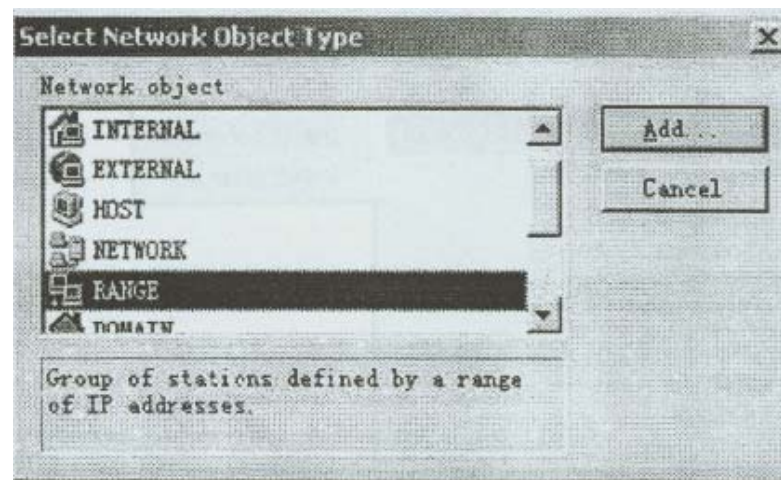 Select Network Object Type
Network object
INTERNAL
EXTERNAL
HOST
NETWORK
RANGE
DOMAIN
Add...
Cancel
Group of stations defined by a range
of IP addresses.